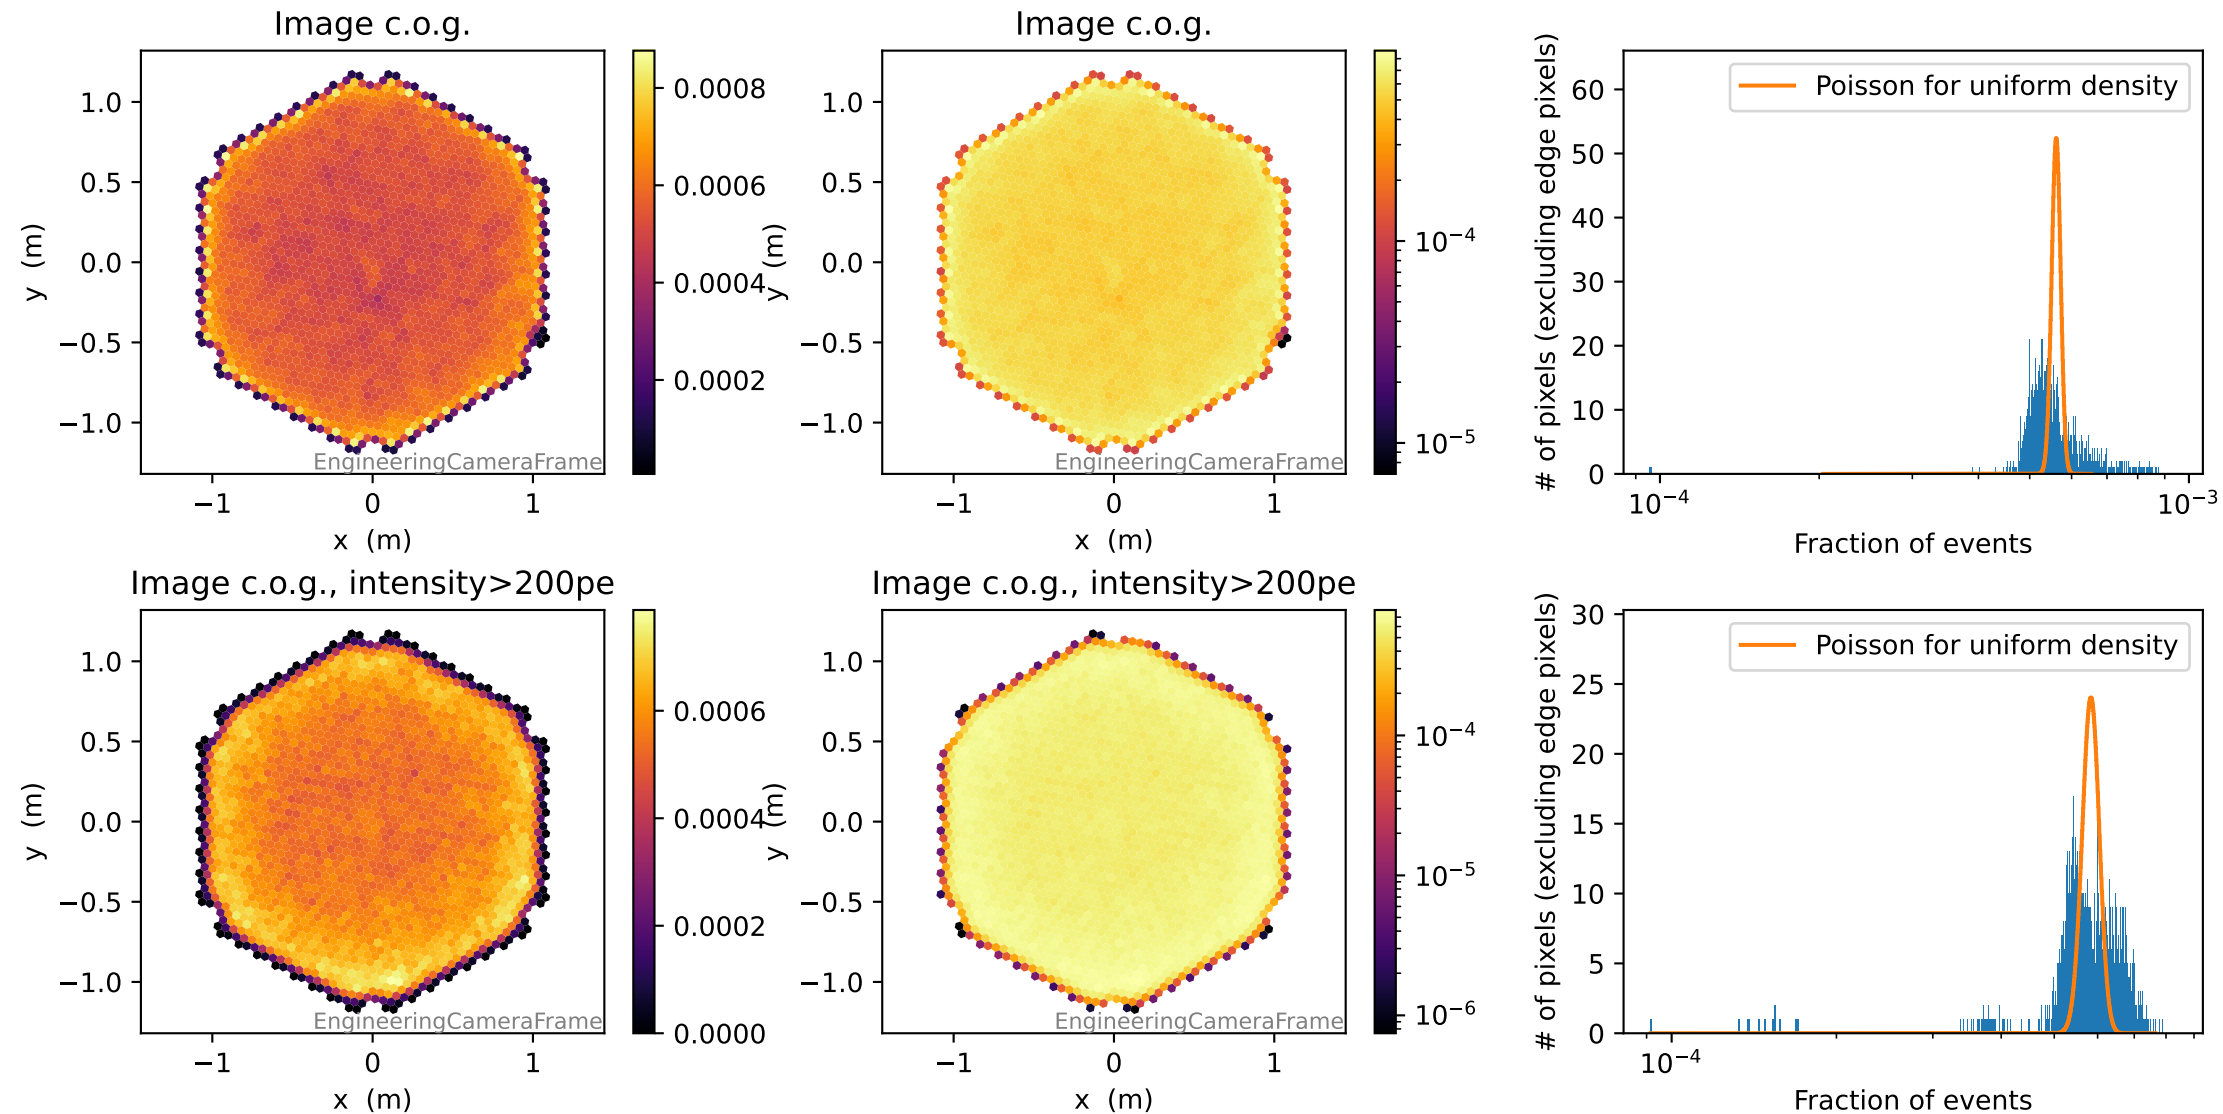 Image c.o.g.
1.0
0.5
0.0
−0.5
−1.0
y (m)
−1
0
1
x (m)
EngineeringCameraFrame
0.0008
0.0006
0.0004
0.0002
Image c.o.g.
1.0
0.5
0.0
−0.5
−1.0
y (m)
−1
0
1
x (m)
EngineeringCameraFrame
10⁻⁴
10⁻⁵
# of pixels (excluding edge pixels)
60
50
40
30
20
10
0
Poisson for uniform density
10⁻⁴
10⁻³
Fraction of events
Image c.o.g., intensity>200pe
1.0
0.5
0.0
−0.5
−1.0
y (m)
−1
0
1
x (m)
EngineeringCameraFrame
0.0006
0.0004
0.0002
0.0000
Image c.o.g., intensity>200pe
1.0
0.5
0.0
−0.5
−1.0
y (m)
−1
0
1
x (m)
EngineeringCameraFrame
10⁻⁴
10⁻⁵
10⁻⁶
# of pixels (excluding edge pixels)
30
25
20
15
10
5
0
Poisson for uniform density
10⁻⁴
Fraction of events